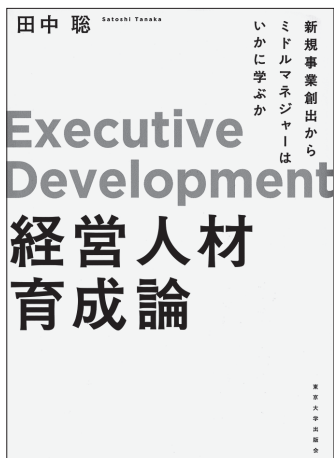 田中 聡 Satoshi Tanaka
新規事業創出から
ミドルマネジャーは
いかに学ぶか
Executive
Development
経営人材
育成論
東京大学出版会